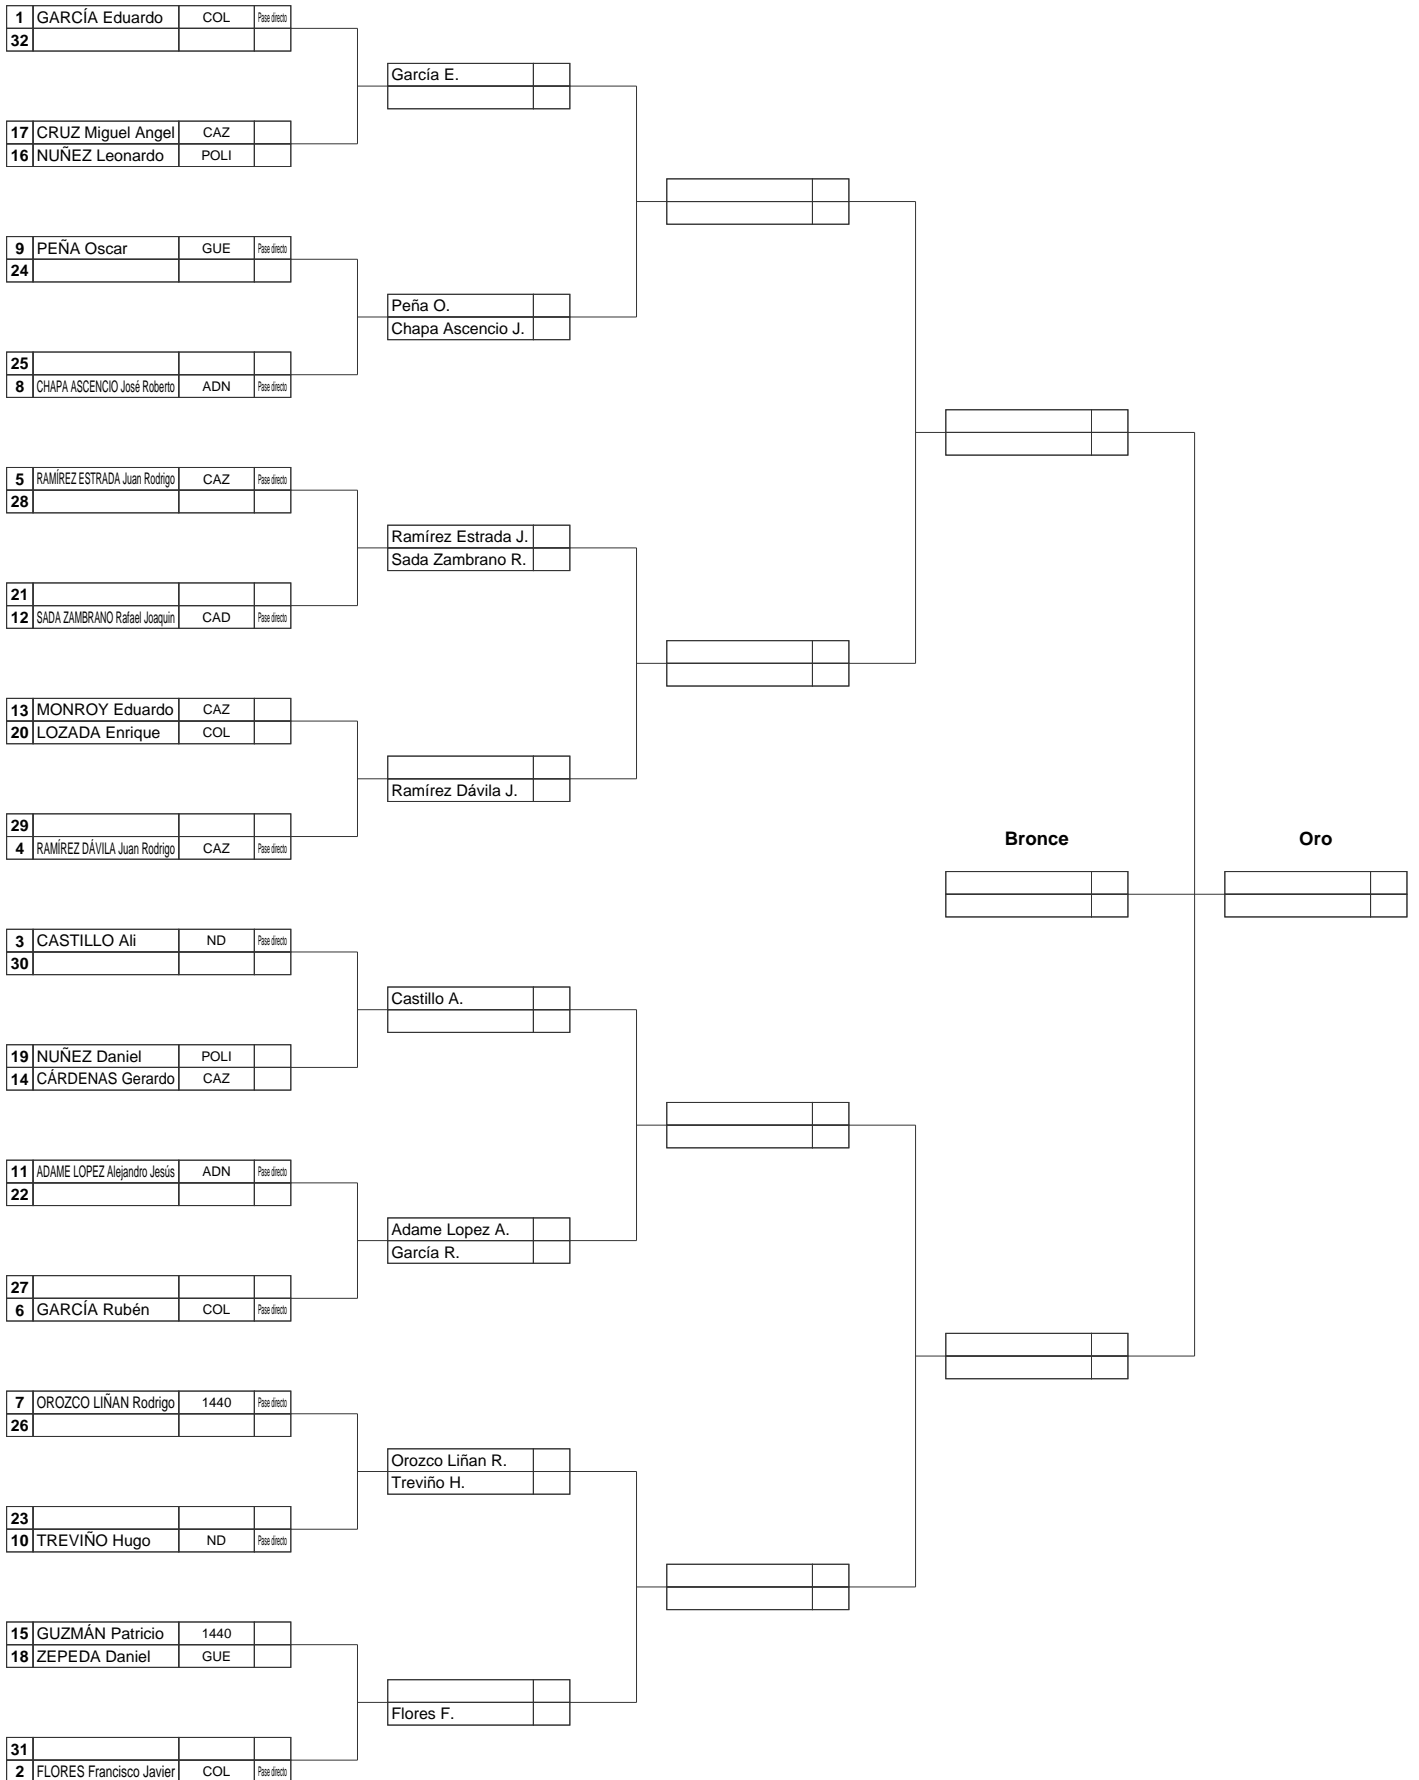 1 GARCÍA Eduardo COL Pase directo
32
García E.
17 CRUZ Miguel Angel CAZ
16 NUÑEZ Leonardo POLI
9 PEÑA Oscar GUE Pase directo
24
Peña O.
Chapa Ascencio J.
25
8 CHAPA ASCENCIO José Roberto ADN Pase directo
5 RAMÍREZ ESTRADA Juan Rodrigo CAZ Pase directo
28
Ramírez Estrada J.
Sada Zambrano R.
21
12 SADA ZAMBRANO Rafael Joaquin CAD Pase directo
13 MONROY Eduardo CAZ
20 LOZADA Enrique COL
Ramírez Dávila J.
29
4 RAMÍREZ DÁVILA Juan Rodrigo CAZ Pase directo
Bronce Oro
3 CASTILLO Ali ND Pase directo
30
Castillo A.
19 NUÑEZ Daniel POLI
14 CÁRDENAS Gerardo CAZ
11 ADAME LOPEZ Alejandro Jesús ADN Pase directo
22
Adame Lopez A.
García R.
27
6 GARCÍA Rubén COL Pase directo
7 OROZCO LIÑAN Rodrigo 1440 Pase directo
26
Orozco Liñan R.
Treviño H.
23
10 TREVIÑO Hugo ND Pase directo
15 GUZMÁN Patricio 1440
18 ZEPEDA Daniel GUE
Flores F.
31
2 FLORES Francisco Javier COL Pase directo